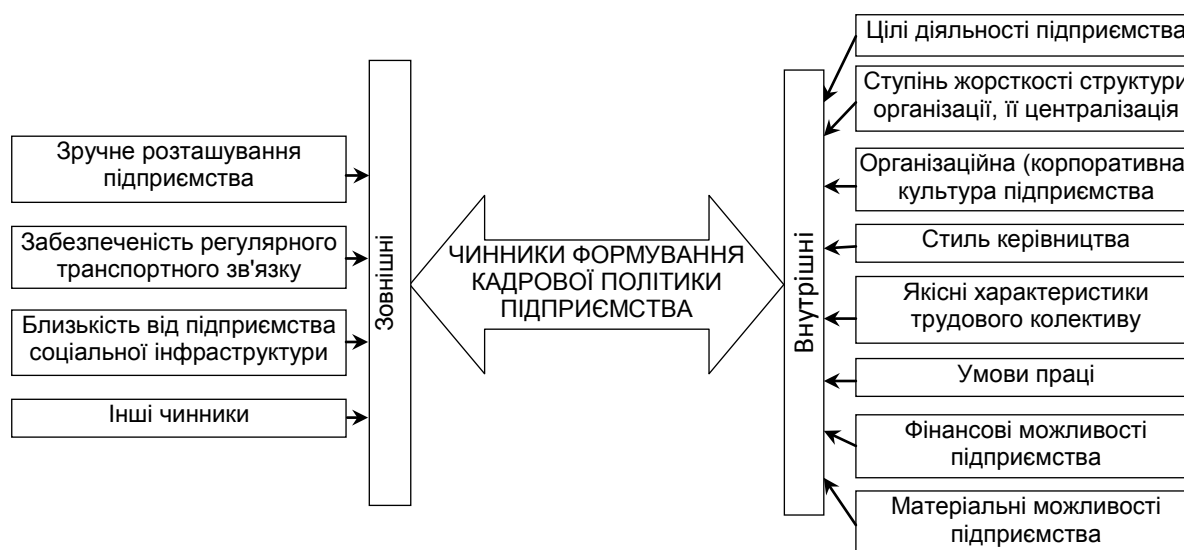 Зручне розташування
підприємства
Забезпеченість регулярного
транспортного зв'язку
Близькість від підприємства
соціальної інфраструктури
Інші чинники
Зовнішні
ЧИННИКИ ФОРМУВАННЯ
КАДРОВОЇ ПОЛІТИКИ
ПІДПРИЄМСТВА
Внутрішні
Цілі діяльності підприємства
Ступінь жорсткості структури
організації, її централізація
Організаційна (корпоративна
культура підприємства
Стиль керівництва
Якісні характеристики
трудового колективу
Умови праці
Фінансові можливості
підприємства
Матеріальні можливості
підприємства